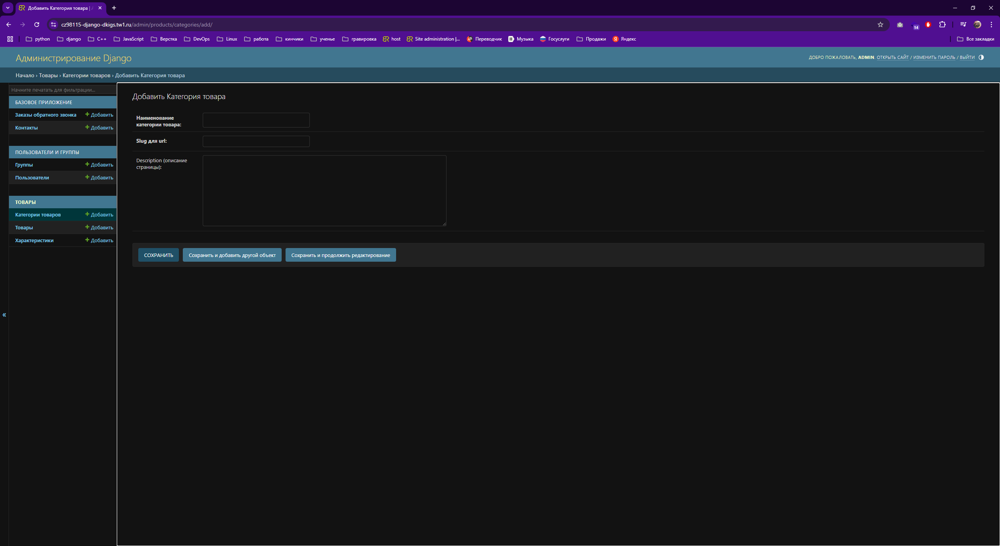 Добавить Категория товара |
cz98115-django-dkigs.tw1.ru/admin/products/categories/add/
14
python django C++ JavaScript Верстка DevOps Linux работа кинчики ученье гравировка host Site administration |... Переводчик Музыка Госуслуги Продажи Яндекс Все закладки
Администрирование Django
ДОБРО ПОЖАЛОВАТЬ, ADMIN. ОТКРЫТЬ САЙТ / ИЗМЕНИТЬ ПАРОЛЬ / ВЫЙТИ
Начало › Товары › Категории товаров › Добавить Категория товара
Начните печатать для фильтрации...
БАЗОВОЕ ПРИЛОЖЕНИЕ
Заказы обратного звонка Добавить
Контакты Добавить
ПОЛЬЗОВАТЕЛИ И ГРУППЫ
Группы Добавить
Пользователи Добавить
ТОВАРЫ
Категории товаров Добавить
Товары Добавить
Характеристики Добавить
«
Добавить Категория товара
Наименование
категории товара:
Slug для url:
Description (описание
страницы):
СОХРАНИТЬ Сохранить и добавить другой объект Сохранить и продолжить редактирование